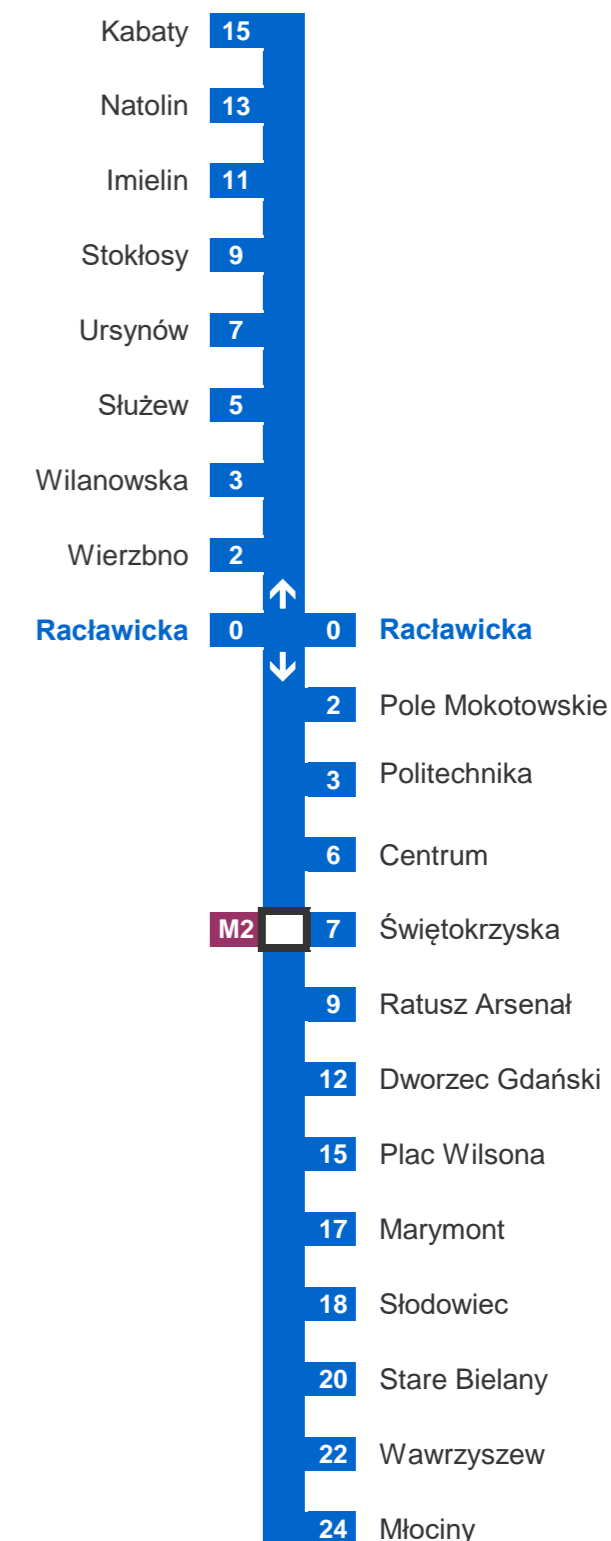 Kabaty 15
Natolin 13
Imielin 11
Stokłosy 9
Ursynów 7
Służew 5
Wilanowska 3
Wierzbno 2
Racławicka 0 0 Racławicka
2 Pole Mokotowskie
3 Politechnika
6 Centrum
M2 7 Świętokrzyska
9 Ratusz Arsenał
12 Dworzec Gdański
15 Plac Wilsona
17 Marymont
18 Słodowiec
20 Stare Bielany
22 Wawrzyszew
24 Młociny